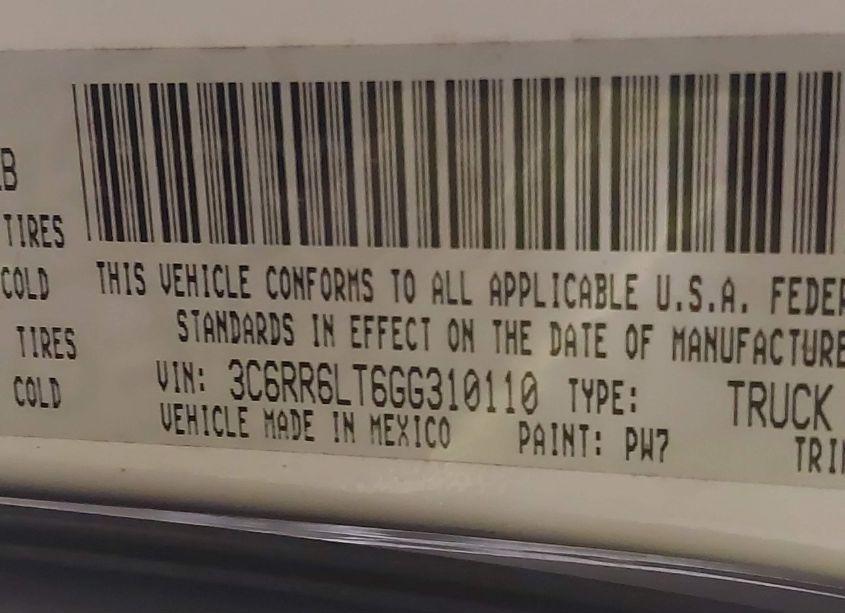 B
TIRES
COLD
TIRES
COLD
THIS VEHICLE CONFORMS TO ALL APPLICABLE U.S.A. FEDER
STANDARDS IN EFFECT ON THE DATE OF MANUFACTURE
VIN: 3C6RR6LT6GG310110 TYPE: TRUCK
VEHICLE MADE IN MEXICO PAINT: PW7
TRI